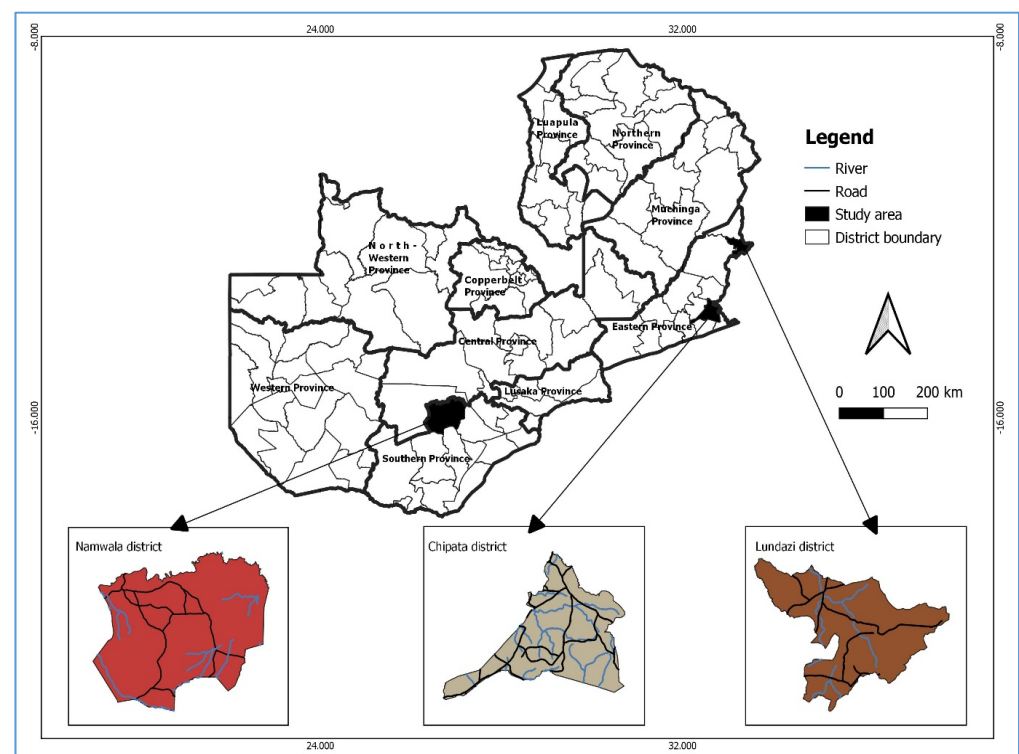 24.000
32.000
-8.000
-8.000
Luapula
Province
Northern
Province
Legend
River
Road
Study area
District boundary
Muchinga
Province
North-
Western
Province
Copperbelt
Province
Eastern Province
Central Province
0 100 200 km
Western Province
Lusaka Province
-16.000
-16.000
Southern Province
Namwala district
Chipata district
Lundazi district
24.000
32.000